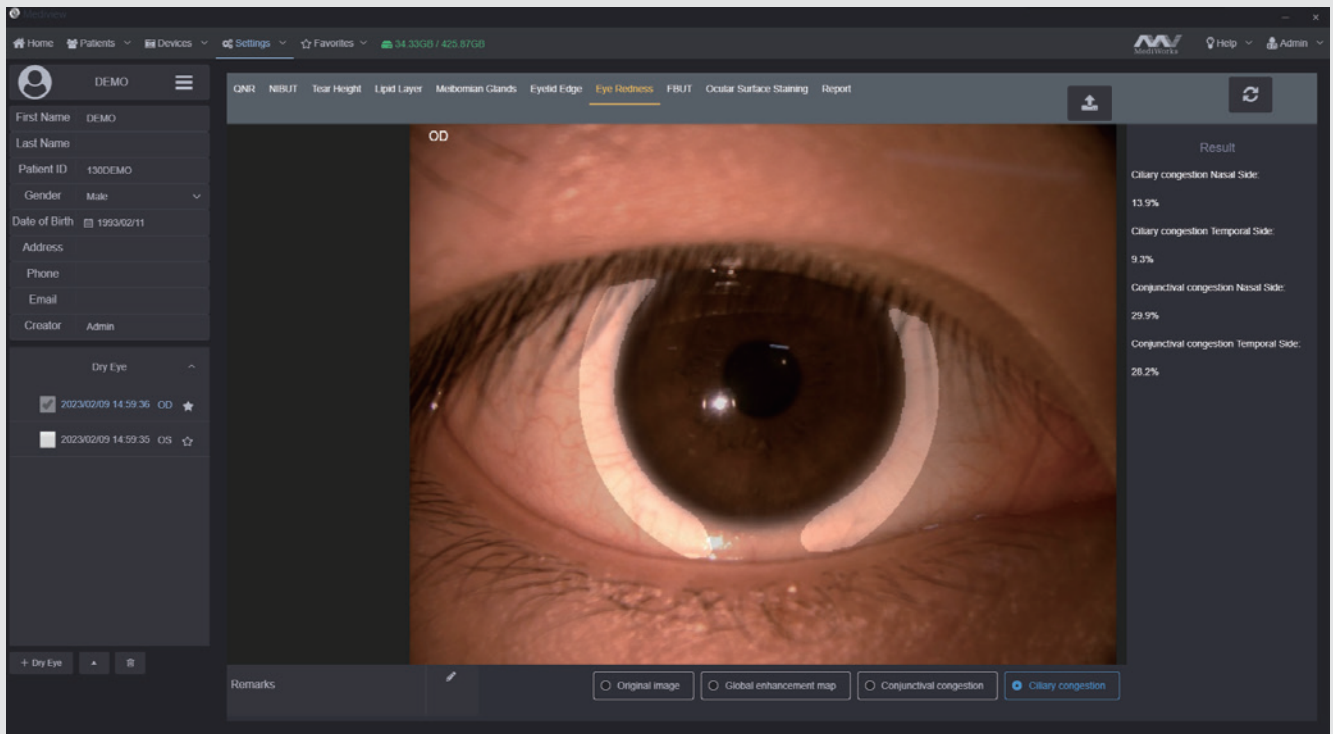 Mediview
Home Patients Devices Settings Favorites 34.33GB / 425.87GB MediWorks Help Admin
DEMO
First Name DEMO
Last Name
Patient ID 130DEMO
Gender Male
Date of Birth 1993/02/11
Address
Phone
Email
Creator Admin
Dry Eye
2023/02/09 14:59:36 OD
2023/02/09 14:59:35 OS
+ Dry Eye
QNR NIBUT Tear Height Lipid Layer Meibomian Glands Eyelid Edge Eye Redness FBUT Ocular Surface Staining Report
OD
Remarks
Original image Global enhancement map Conjunctival congestion Ciliary congestion
Result
Ciliary congestion Nasal Side:
13.9%
Ciliary congestion Temporal Side:
9.3%
Conjunctival congestion Nasal Side:
29.9%
Conjunctival congestion Temporal Side:
28.2%